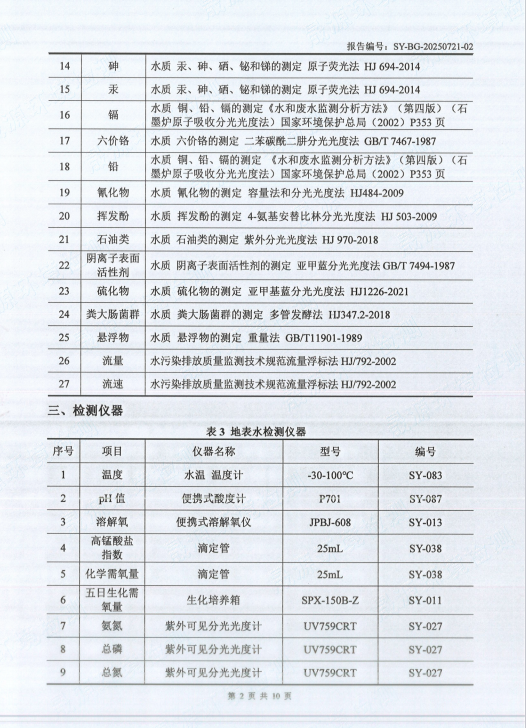 报告编号：SY-BG-20250721-02
14 砷 水质 汞、砷、硒、铋和锑的测定 原子荧光法 HJ 694-2014
15 汞 水质 汞、砷、硒、铋和锑的测定 原子荧光法 HJ 694-2014
16 镉 水质 铜、铅、镉的测定《水和废水监测分析方法》（第四版）（石
墨炉原子吸收分光光度法）国家环境保护总局（2002）P353 页
17 六价铬 水质 六价铬的测定 二苯碳酰二肼分光光度法 GB/T 7467-1987
18 铅 水质 铜、铅、镉的测定 《水和废水监测分析方法》（第四版）（石
墨炉原子吸收分光光度法）国家环境保护总局（2002）P353 页
19 氰化物 水质 氰化物的测定 容量法和分光光度法 HJ484-2009
20 挥发酚 水质 挥发酚的测定 4-氨基安替比林分光光度法 HJ 503-2009
21 石油类 水质 石油类的测定 紫外分光光度法 HJ 970-2018
22 阴离子表面
活性剂 水质 阴离子表面活性剂的测定 亚甲蓝分光光度法 GB/T 7494-1987
23 硫化物 水质 硫化物的测定 亚甲基蓝分光光度法 HJ1226-2021
24 粪大肠菌群 水质 粪大肠菌群的测定 多管发酵法 HJ347.2-2018
25 悬浮物 水质 悬浮物的测定 重量法 GB/T11901-1989
26 流量 水污染排放质量监测技术规范流量浮标法 HJ/792-2002
27 流速 水污染排放质量监测技术规范流量浮标法 HJ/792-2002
三、检测仪器
表 3 地表水检测仪器
序号 项目 仪器名称 型号 编号
1 温度 水温 温度计 -30-100℃ SY-083
2 pH 值 便携式酸度计 P701 SY-087
3 溶解氧 便携式溶解氧仪 JPBJ-608 SY-013
4 高锰酸盐
指数 滴定管 25mL SY-038
5 化学需氧量 滴定管 25mL SY-038
6 五日生化需
氧量 生化培养箱 SPX-150B-Z SY-011
7 氨氮 紫外可见分光光度计 UV759CRT SY-027
8 总磷 紫外可见分光光度计 UV759CRT SY-027
9 总氮 紫外可见分光光度计 UV759CRT SY-027
第 2 页 共 10 页